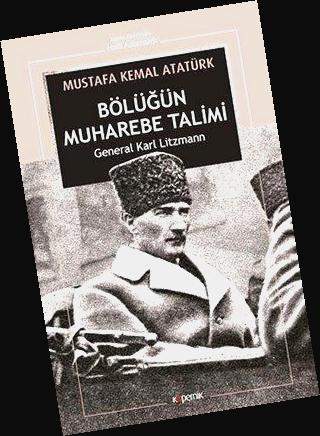 MUSTAFA KEMAL ATATÜRK
BÖLÜĞÜN
MUHAREBE TALİMİ
General Karl Litzmann
Kopernik